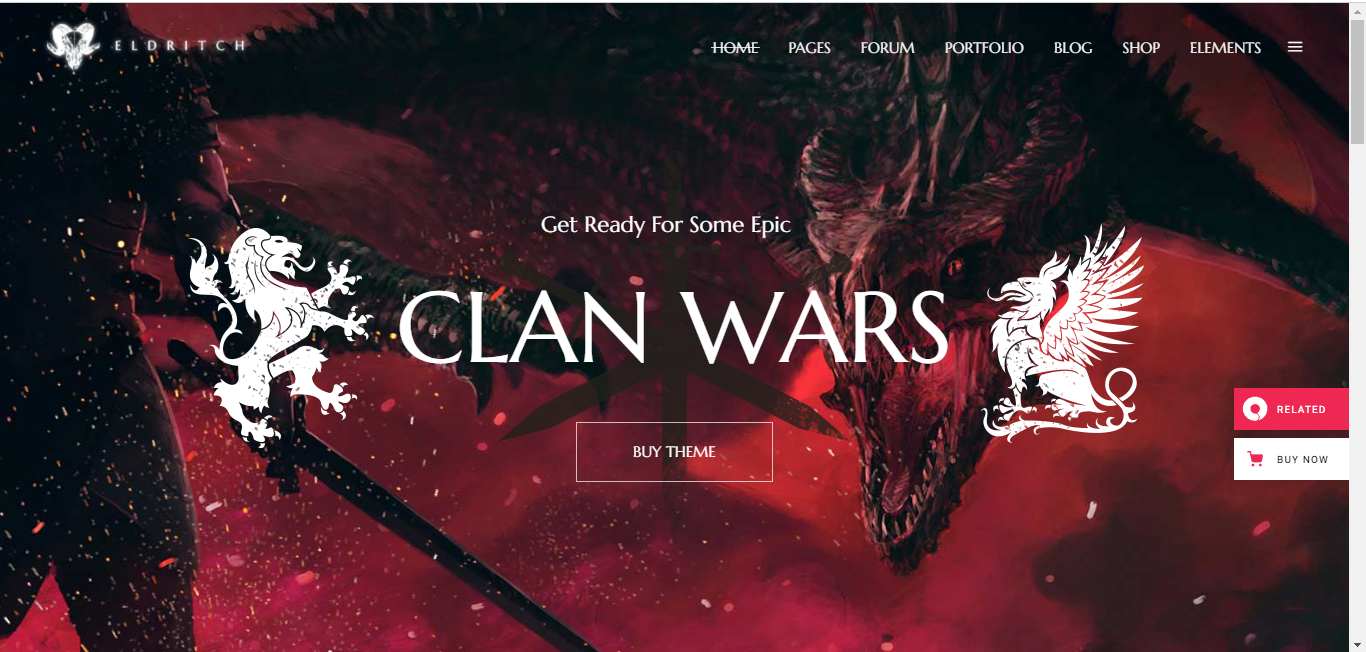 ELDRITCH
HOME PAGES FORUM PORTFOLIO BLOG SHOP ELEMENTS
Get Ready For Some Epic
CLAN WARS
BUY THEME
RELATED
BUY NOW